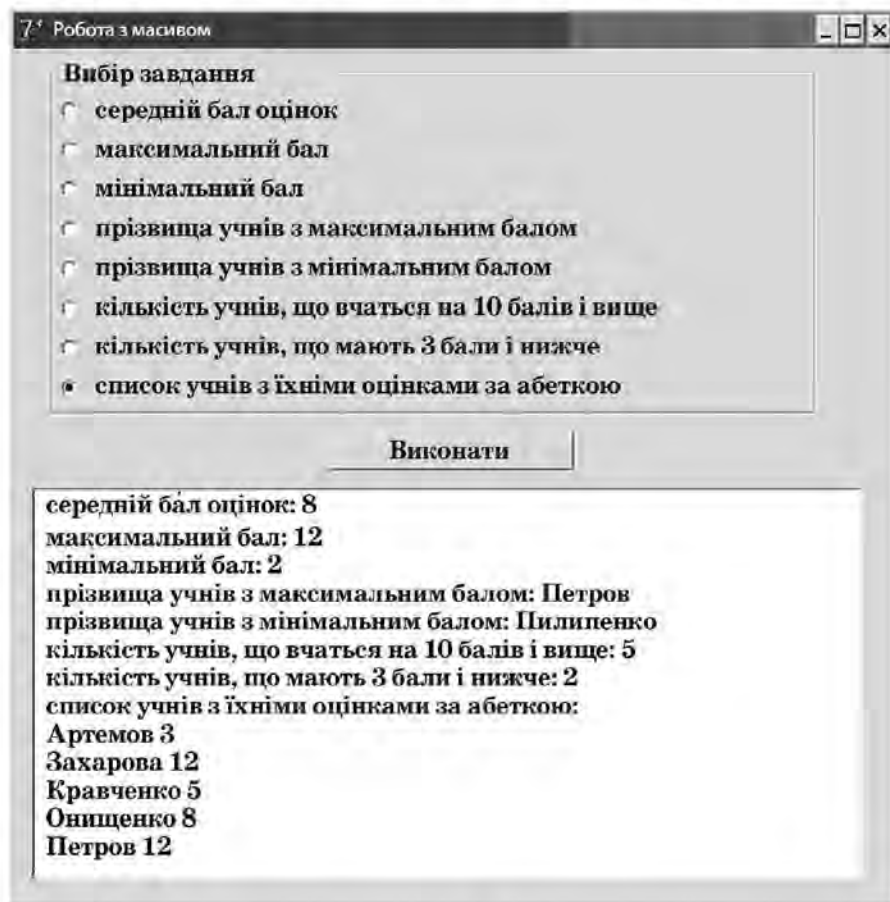 Робота з масивом
Вибір завдання
середній бал оцінок
максимальний бал
мінімальний бал
прізвища учнів з максимальним балом
прізвища учнів з мінімальним балом
кількість учнів, що вчаться на 10 балів і вище
кількість учнів, що мають 3 бали і нижче
список учнів з їхніми оцінками за абеткою
Виконати
середній бал оцінок: 8
максимальний бал: 12
мінімальний бал: 2
прізвища учнів з максимальним балом: Петров
прізвища учнів з мінімальним балом: Пилипенко
кількість учнів, що вчаться на 10 балів і вище: 5
кількість учнів, що мають 3 бали і нижче: 2
список учнів з їхніми оцінками за абеткою:
Артемов 3
Захарова 12
Кравченко 5
Онищенко 8
Петров 12